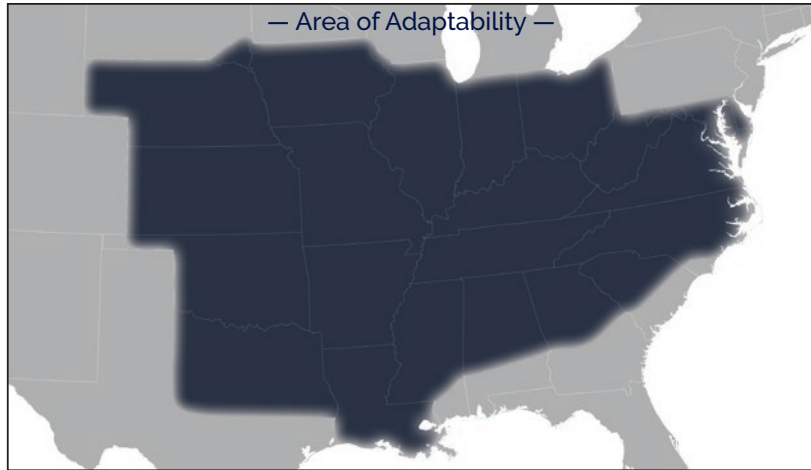 — Area of Adaptability —